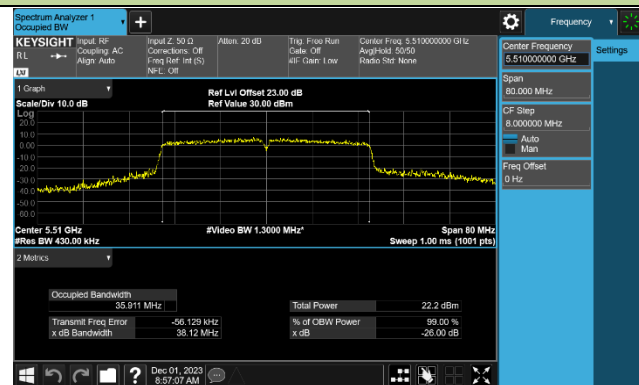 Spectrum Analyzer 1
Occupied BW
Frequency
KEYSIGHT
RL
LXI
Input: RF
Coupling: AC
Align: Auto
Input Z: 50 Ω
Corrections: Off
Freq Ref: Int (S)
NFE: Off
Atten: 20 dB
Trig: Free Run
Gate: Off
#IF Gain: Low
Center Freq: 5.510000000 GHz
Avg|Hold: 50/50
Radio Std: None
Center Frequency
5.510000000 GHz
Settings
Span
80.000 MHz
CF Step
8.000000 MHz
Auto
Man
Freq Offset
0 Hz
1 Graph
Scale/Div 10.0 dB
Ref Lvl Offset 23.00 dB
Ref Value 30.00 dBm
Log
20.0
10.0
0.00
-10.0
-20.0
-30.0
-40.0
-50.0
-60.0
Center 5.51 GHz
#Res BW 430.00 kHz
#Video BW 1.3000 MHz*
Span 80 MHz
Sweep 1.00 ms (1001 pts)
2 Metrics
Occupied Bandwidth
35.911 MHz
Total Power 22.2 dBm
Transmit Freq Error -56.129 kHz
% of OBW Power 99.00 %
x dB Bandwidth 38.12 MHz
x dB -26.00 dB
?
Dec 01, 2023
8:57:07 AM